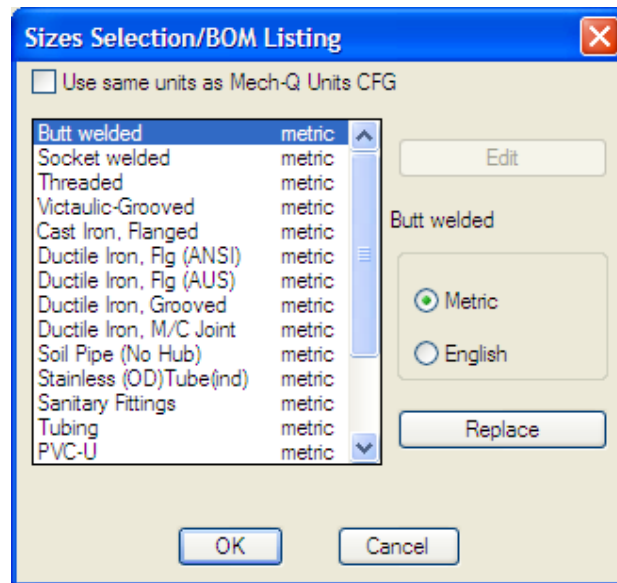 Sizes Selection/BOM Listing
Use same units as Mech-Q Units CFG
Butt welded metric
Socket welded metric
Threaded metric
Victaulic-Grooved metric
Cast Iron, Flanged metric
Ductile Iron, Flg (ANSI) metric
Ductile Iron, Flg (AUS) metric
Ductile Iron, Grooved metric
Ductile Iron, M/C Joint metric
Soil Pipe (No Hub) metric
Stainless (OD)Tube(ind) metric
Sanitary Fittings metric
Tubing metric
PVC-U metric
Edit
Butt welded
Metric
English
Replace
OK Cancel